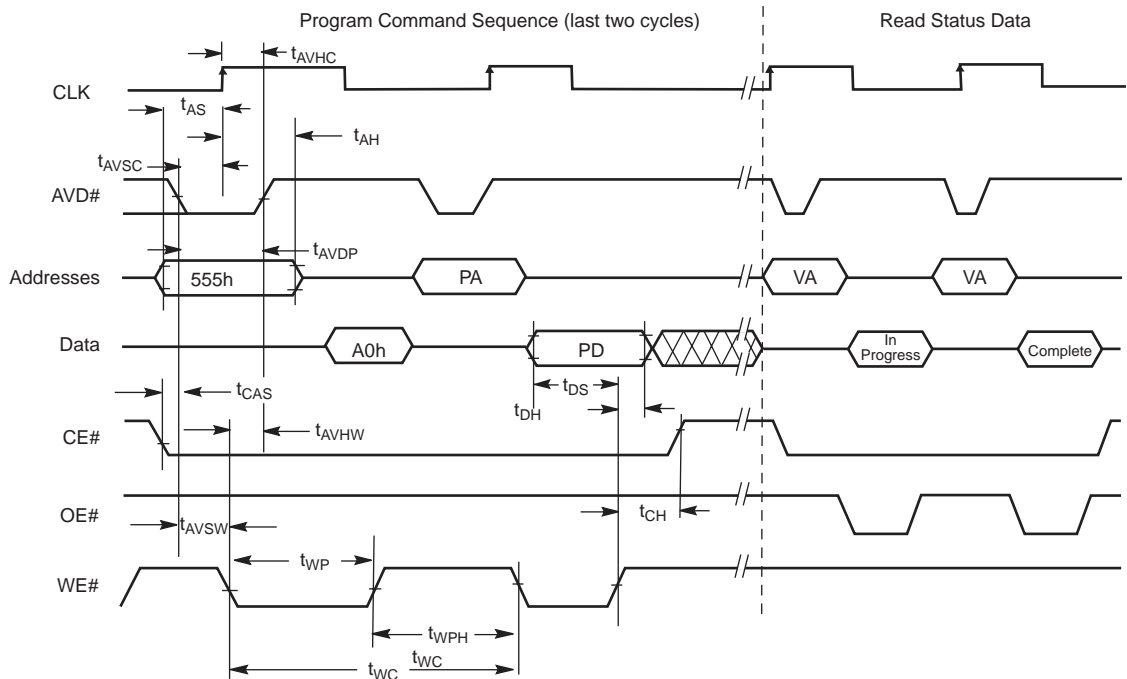 Program Command Sequence (last two cycles) Read Status Data
tAVHC
CLK
tAS
tAH
tAVSC
AVD#
tAVDP
Addresses 555h PA VA VA
Data A0h PD In Progress Complete
tCAS tDS
tDH
CE# tAVHW
OE#
tAVSW tCH
tWP
WE#
tWPH
tWC tWC